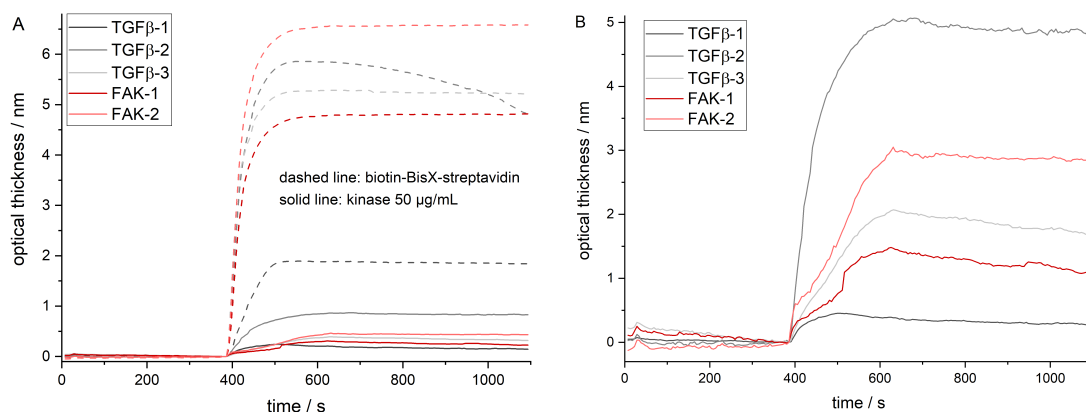 A
TGFβ-1
TGFβ-2
TGFβ-3
FAK-1
FAK-2
dashed line: biotin-BisX-streptavidin
solid line: kinase 50 µg/mL
optical thickness / nm
6
5
4
3
2
1
0
0 200 400 600 800 1000
time / s
B
TGFβ-1
TGFβ-2
TGFβ-3
FAK-1
FAK-2
optical thickness / nm
5
4
3
2
1
0
0 200 400 600 800 1000
time / s